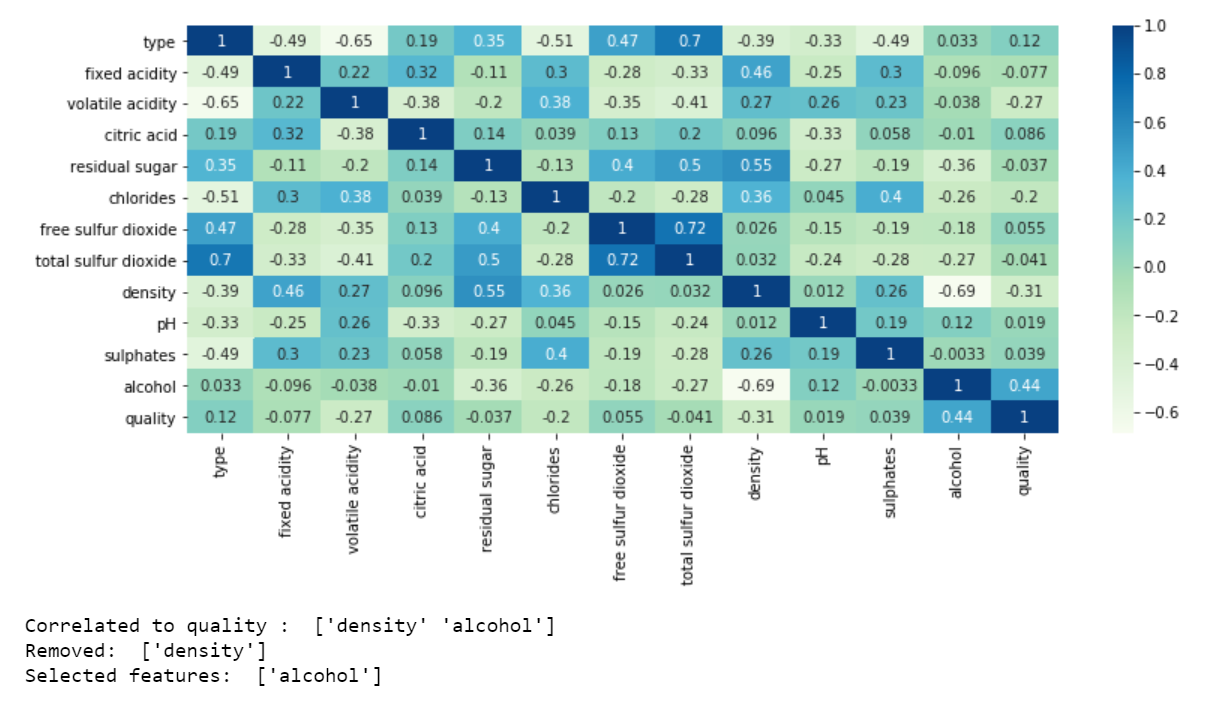 type 1 -0.49 -0.65 0.19 0.35 -0.51 0.47 0.7 -0.39 -0.33 -0.49 0.033 0.12
fixed acidity -0.49 1 0.22 0.32 -0.11 0.3 -0.28 -0.33 0.46 -0.25 0.3 -0.096 -0.077
volatile acidity -0.65 0.22 1 -0.38 -0.2 0.38 -0.35 -0.41 0.27 0.26 0.23 -0.038 -0.27
citric acid 0.19 0.32 -0.38 1 0.14 0.039 0.13 0.2 0.096 -0.33 0.058 -0.01 0.086
residual sugar 0.35 -0.11 -0.2 0.14 1 -0.13 0.4 0.5 0.55 -0.27 -0.19 -0.36 -0.037
chlorides -0.51 0.3 0.38 0.039 -0.13 1 -0.2 -0.28 0.36 0.045 0.4 -0.26 -0.2
free sulfur dioxide 0.47 -0.28 -0.35 0.13 0.4 -0.2 1 0.72 0.026 -0.15 -0.19 -0.18 0.055
total sulfur dioxide 0.7 -0.33 -0.41 0.2 0.5 -0.28 0.72 1 0.032 -0.24 -0.28 -0.27 -0.041
density -0.39 0.46 0.27 0.096 0.55 0.36 0.026 0.032 1 0.012 0.26 -0.69 -0.31
pH -0.33 -0.25 0.26 -0.33 -0.27 0.045 -0.15 -0.24 0.012 1 0.19 0.12 0.019
sulphates -0.49 0.3 0.23 0.058 -0.19 0.4 -0.19 -0.28 0.26 0.19 1 -0.0033 0.039
alcohol 0.033 -0.096 -0.038 -0.01 -0.36 -0.26 -0.18 -0.27 -0.69 0.12 -0.0033 1 0.44
quality 0.12 -0.077 -0.27 0.086 -0.037 -0.2 0.055 -0.041 -0.31 0.019 0.039 0.44 1
type
fixed acidity
volatile acidity
citric acid
residual sugar
chlorides
free sulfur dioxide
total sulfur dioxide
density
pH
sulphates
alcohol
quality
1.0
0.8
0.6
0.4
0.2
0.0
−0.2
−0.4
−0.6
Correlated to quality :  ['density' 'alcohol']
Removed:  ['density']
Selected features:  ['alcohol']